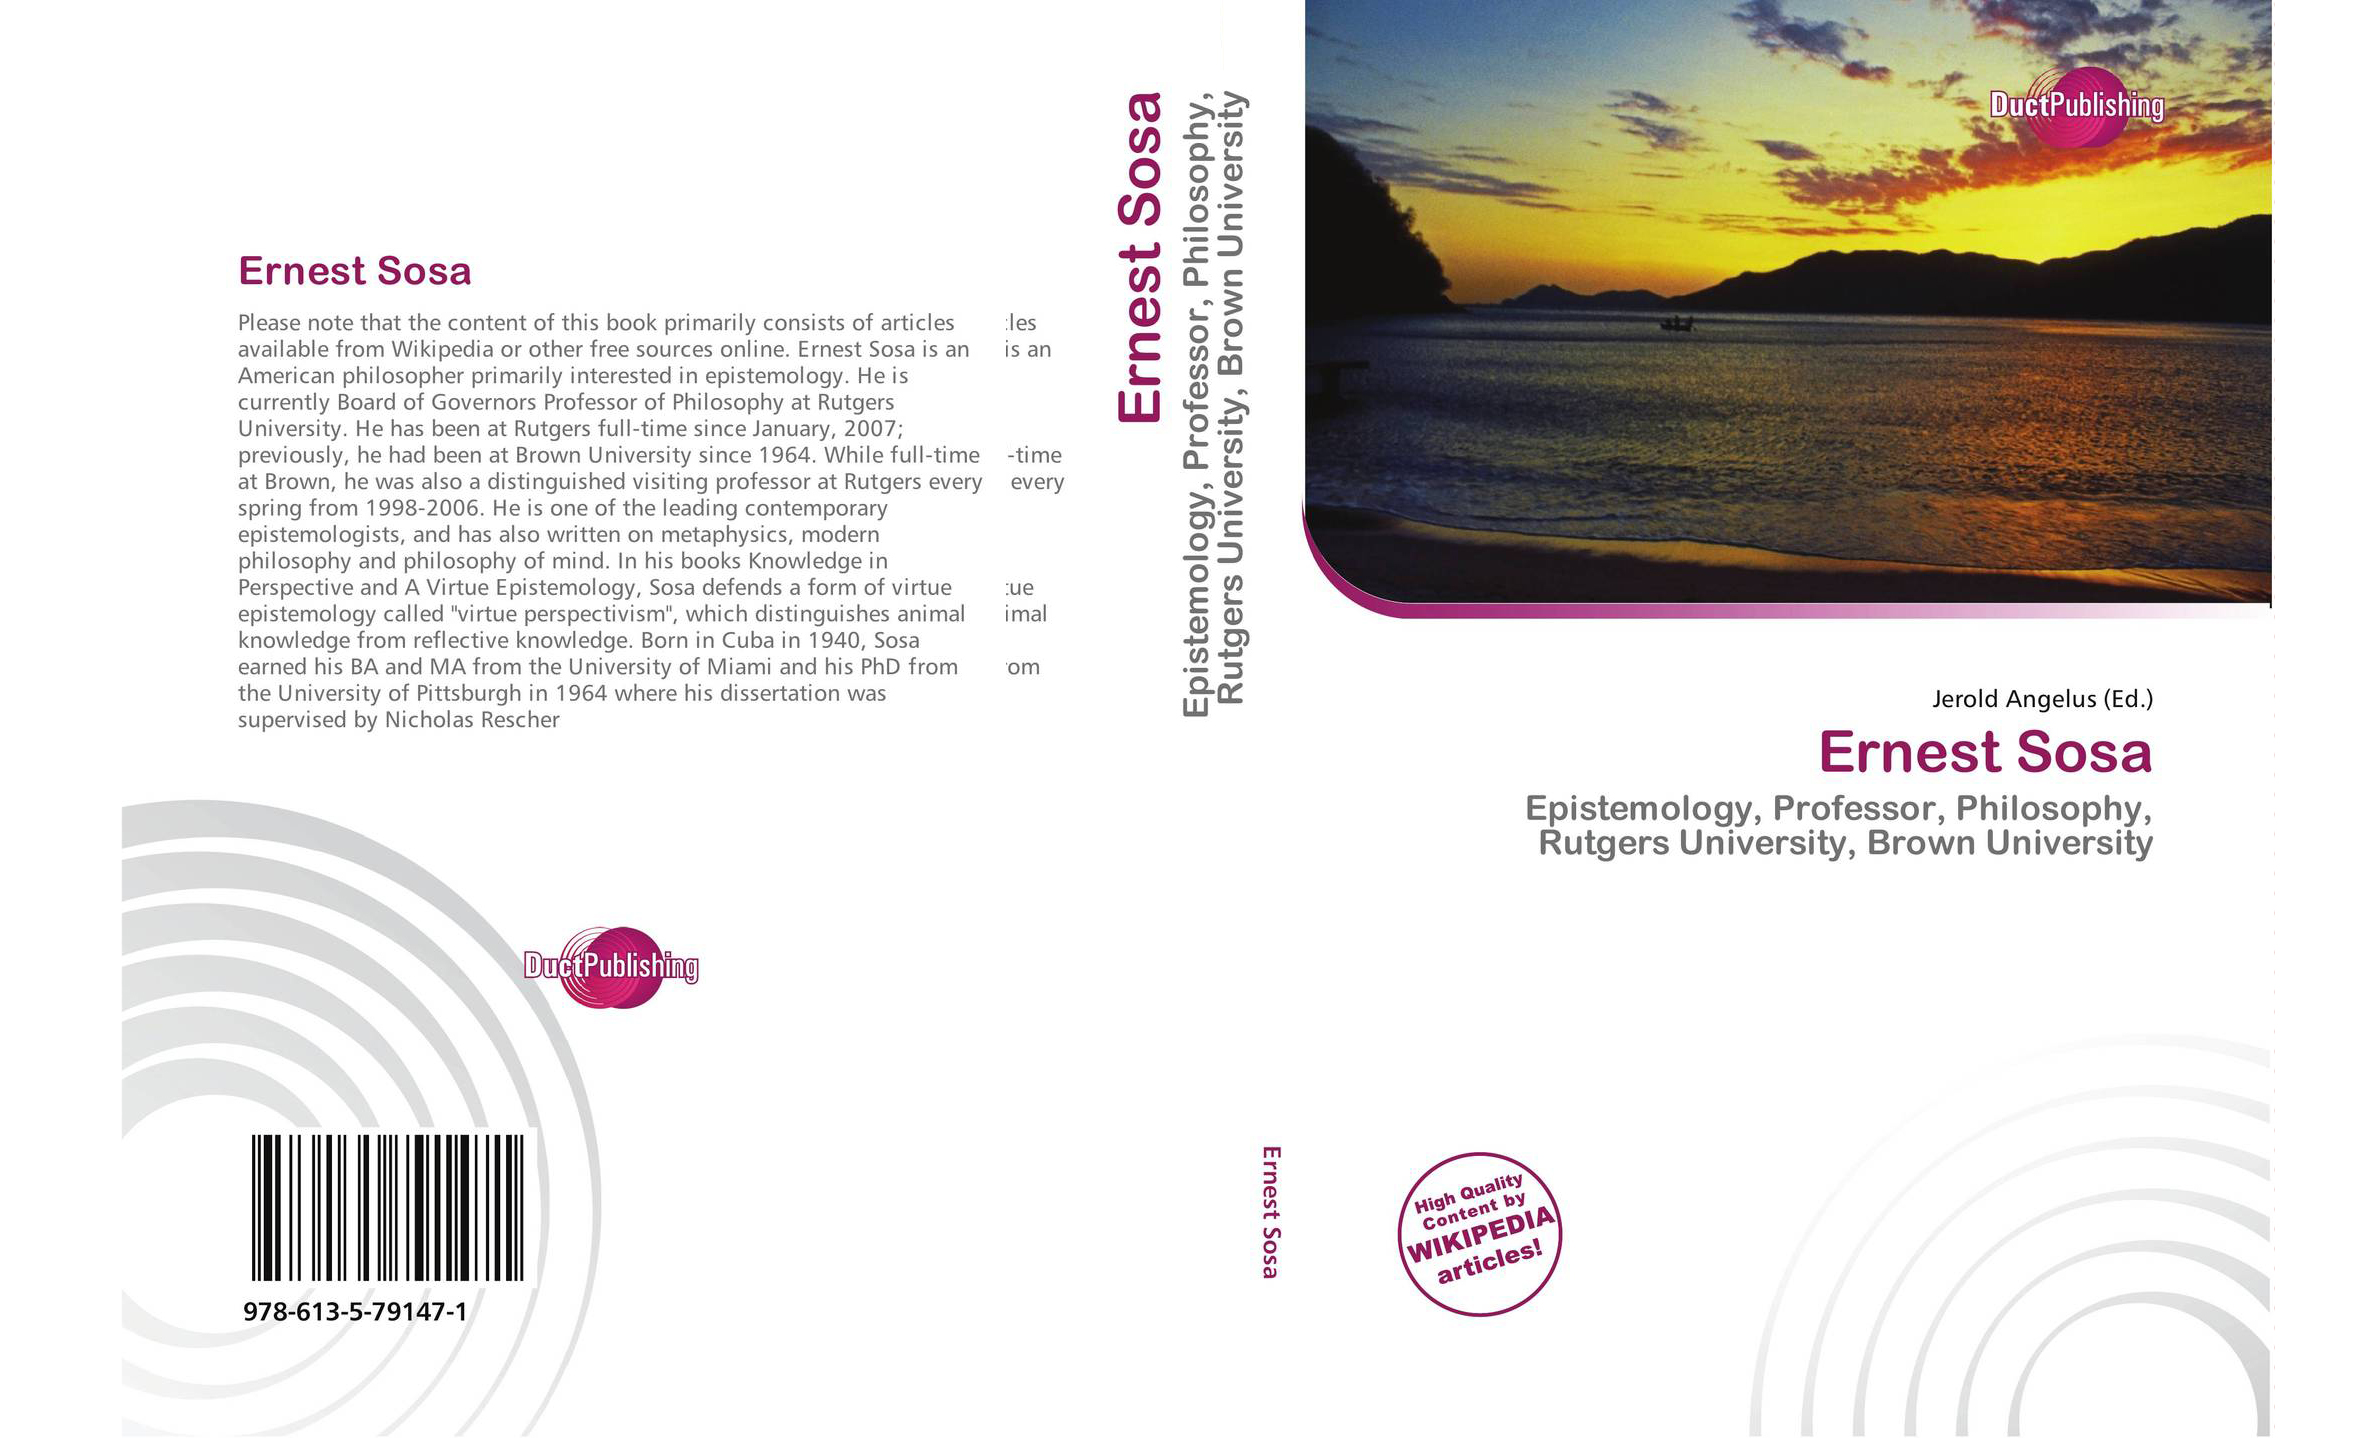 Ernest Sosa
Please note that the content of this book primarily consists of articles
available from Wikipedia or other free sources online. Ernest Sosa is an
American philosopher primarily interested in epistemology. He is
currently Board of Governors Professor of Philosophy at Rutgers
University. He has been at Rutgers full-time since January, 2007;
previously, he had been at Brown University since 1964. While full-time
at Brown, he was also a distinguished visiting professor at Rutgers every
spring from 1998-2006. He is one of the leading contemporary
epistemologists, and has also written on metaphysics, modern
philosophy and philosophy of mind. In his books Knowledge in
Perspective and A Virtue Epistemology, Sosa defends a form of virtue
epistemology called "virtue perspectivism", which distinguishes animal
knowledge from reflective knowledge. Born in Cuba in 1940, Sosa
earned his BA and MA from the University of Miami and his PhD from
the University of Pittsburgh in 1964 where his dissertation was
supervised by Nicholas Rescher
is an
-time
every
DuctPublishing
978-613-5-79147-1
Ernest Sosa
Epistemology, Professor, Philosophy,
Rutgers University, Brown University
Ernest Sosa
DuctPublishing
Jerold Angelus (Ed.)
Ernest Sosa
Epistemology, Professor, Philosophy,
Rutgers University, Brown University
High Quality
Content by
WIKIPEDIA
articles!